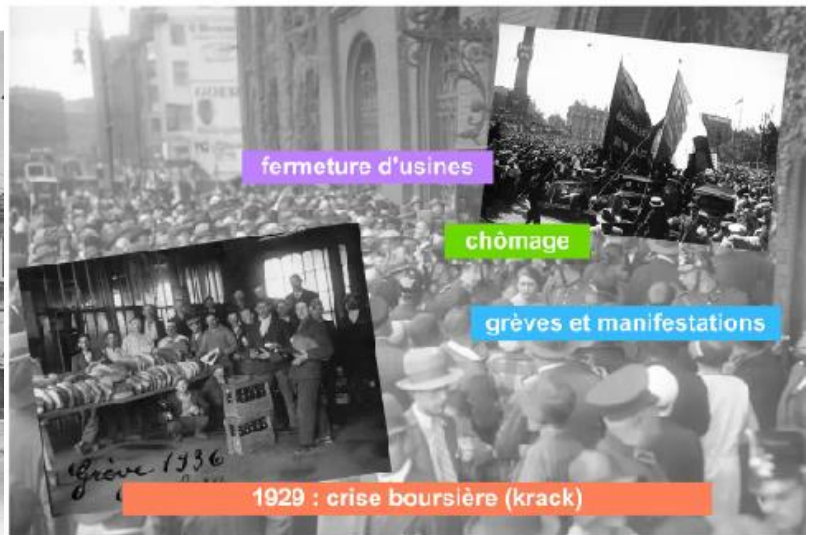 fermeture d'usines
chômage
grèves et manifestations
Grève 1936
1929 : crise boursière (krack)